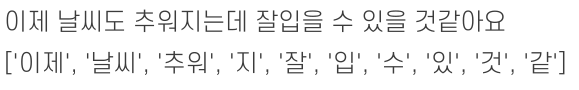 이제 날씨도 추워지는데 잘입을 수 있을 것같아요
['이제', '날씨', '추워', '지', '잘', '입', '수', '있', '것', '같']